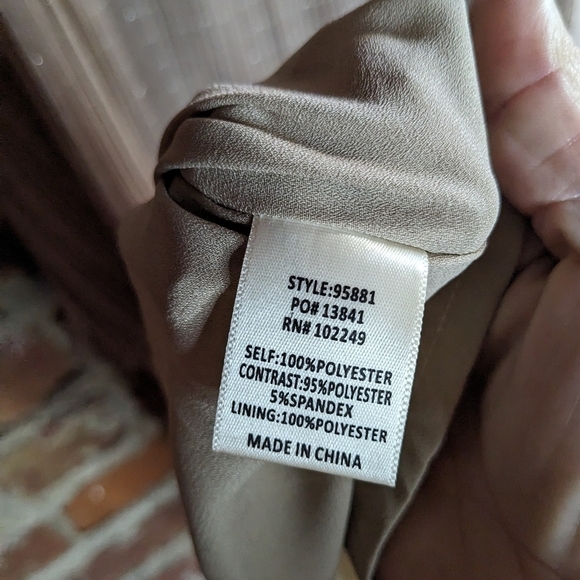 STYLE:95881
PO# 13841
RN# 102249
SELF:100%POLYESTER
CONTRAST:95%POLYESTER
5%SPANDEX
LINING:100%POLYESTER
MADE IN CHINA